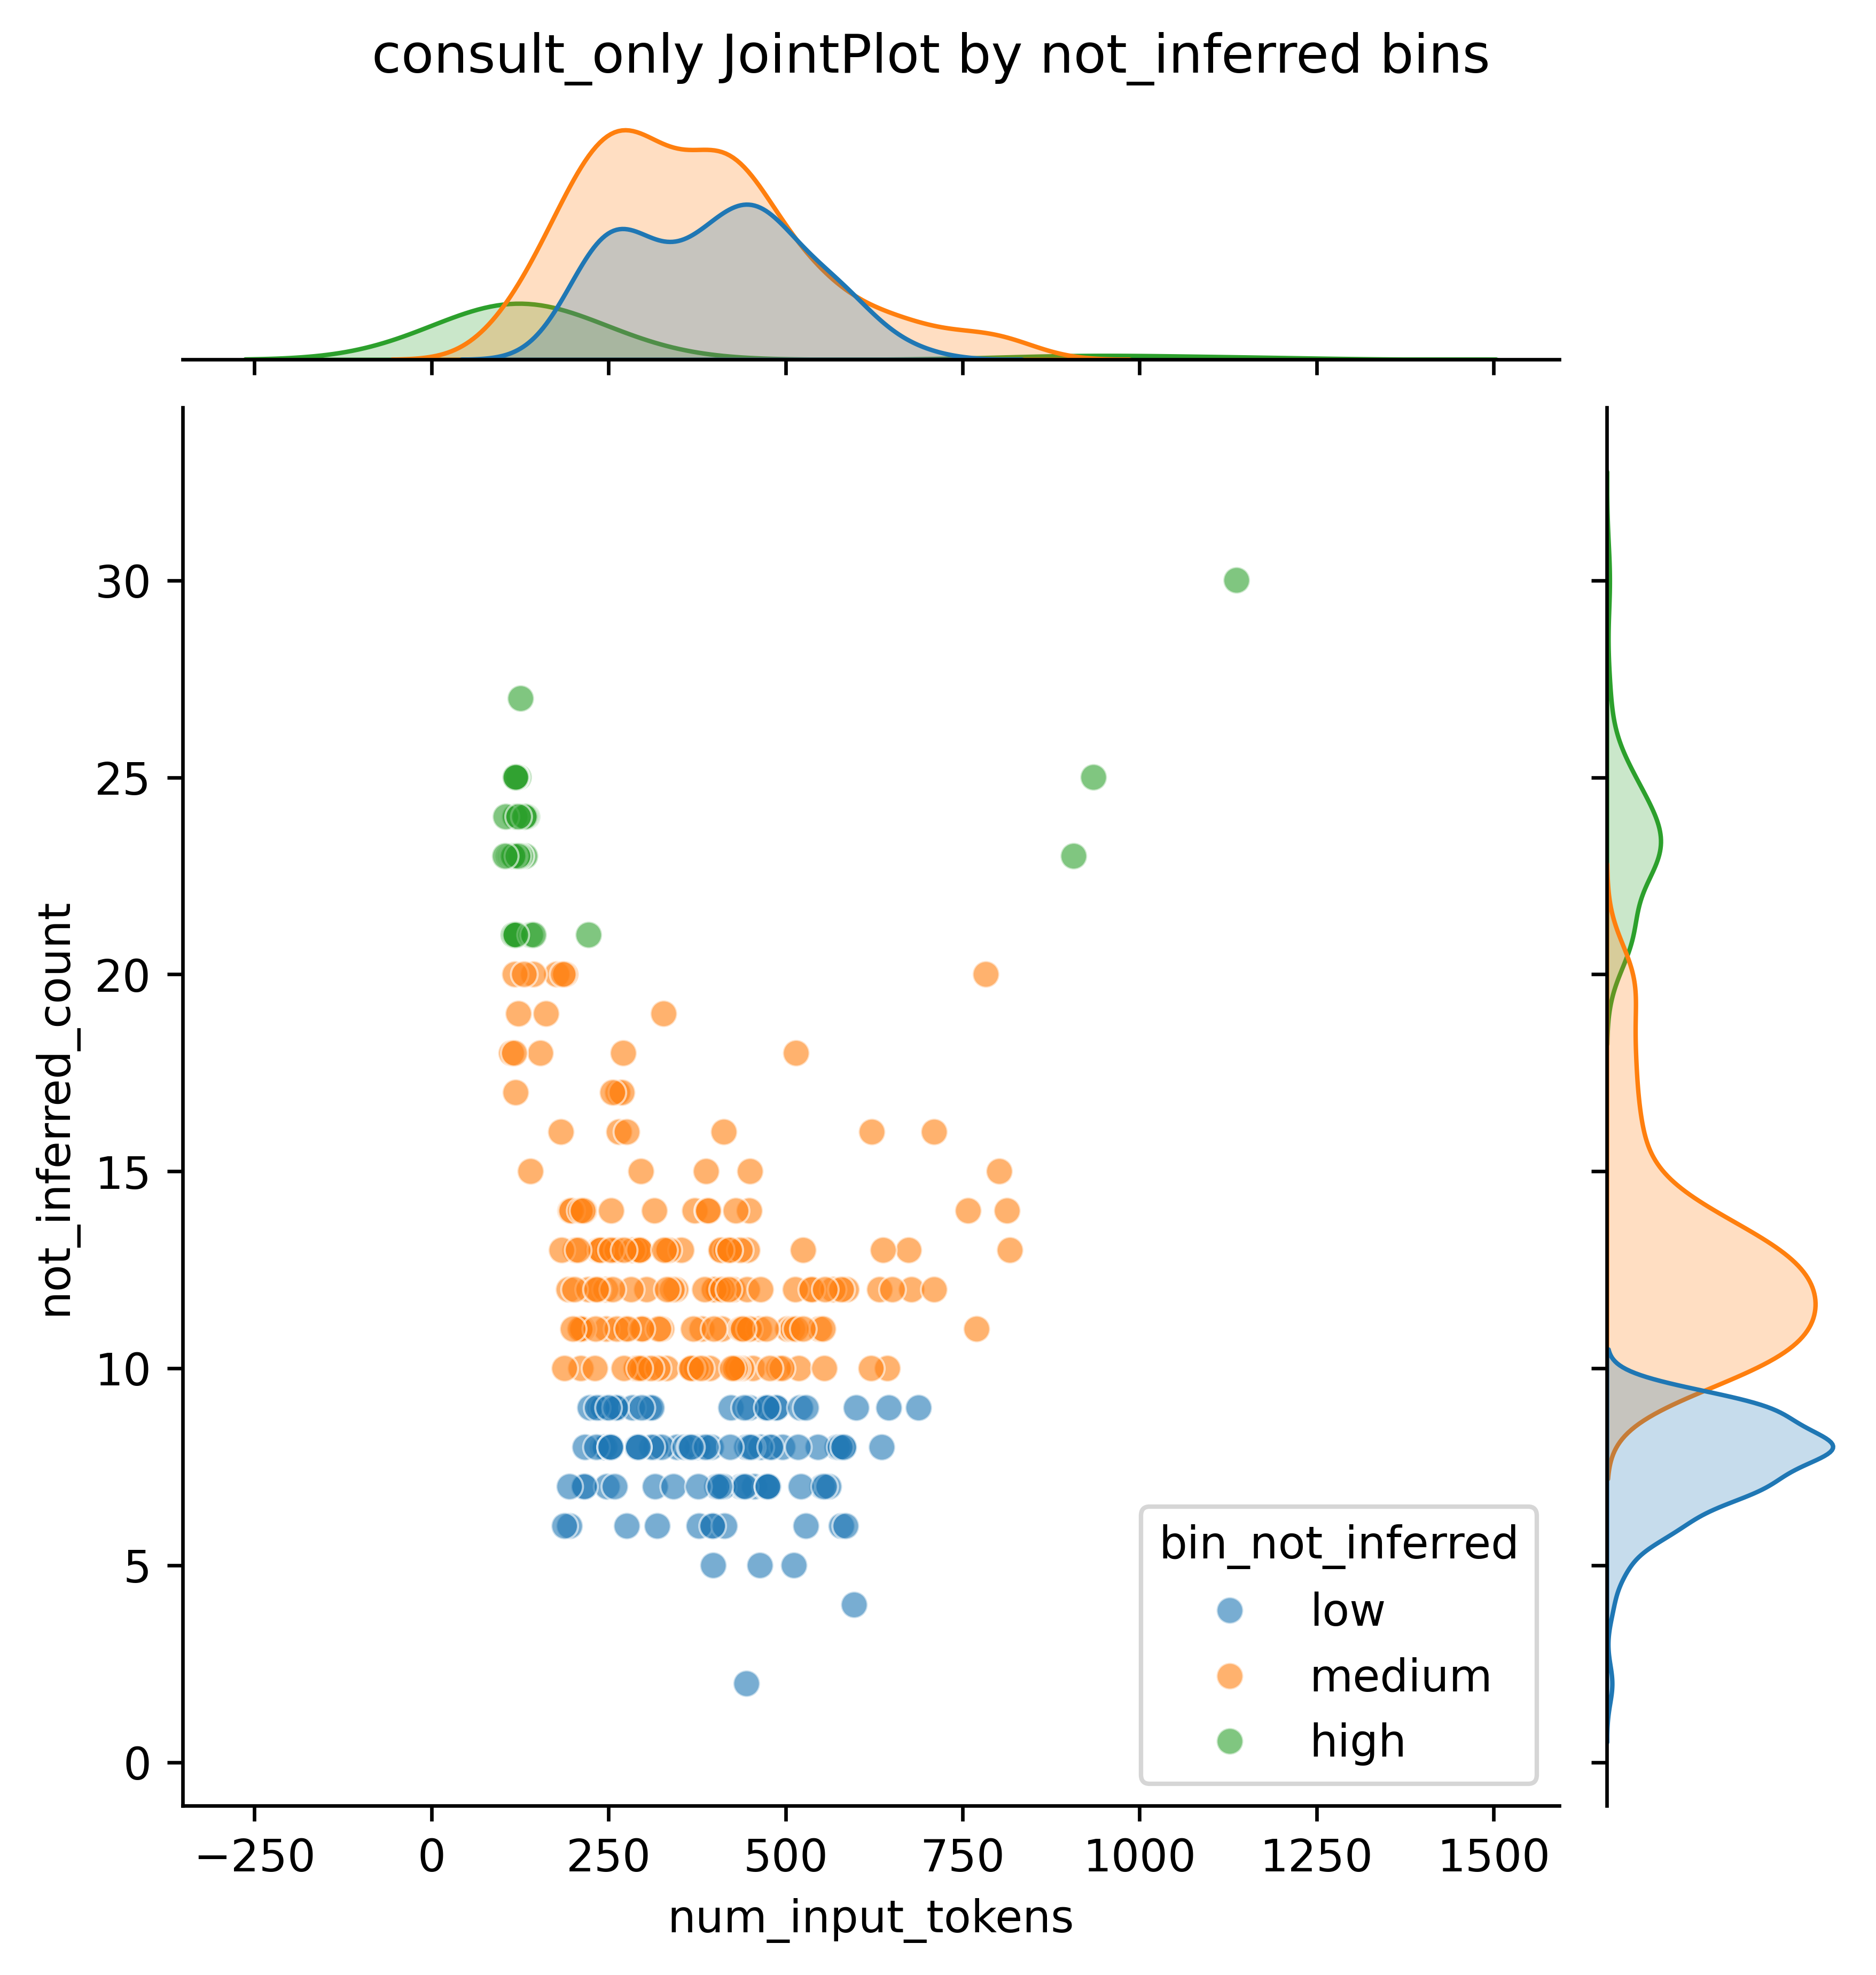 consult_only JointPlot by not_inferred bins
30
25
20
15
10
5
0
not_inferred_count
bin_not_inferred
low
medium
high
−250 0 250 500 750 1000 1250 1500
num_input_tokens